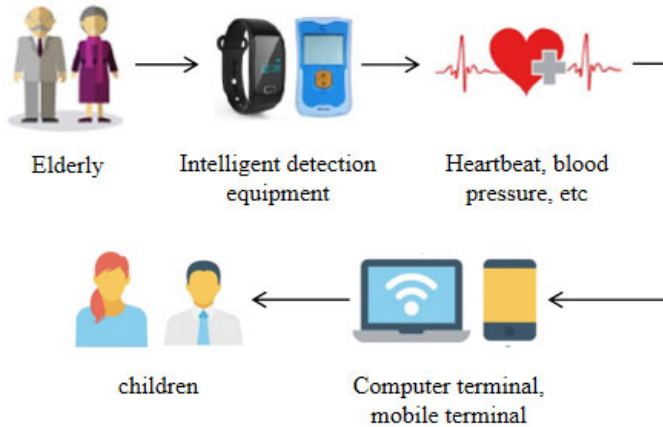 Elderly
Intelligent detection
equipment
Heartbeat, blood
pressure, etc
children
Computer terminal,
mobile terminal